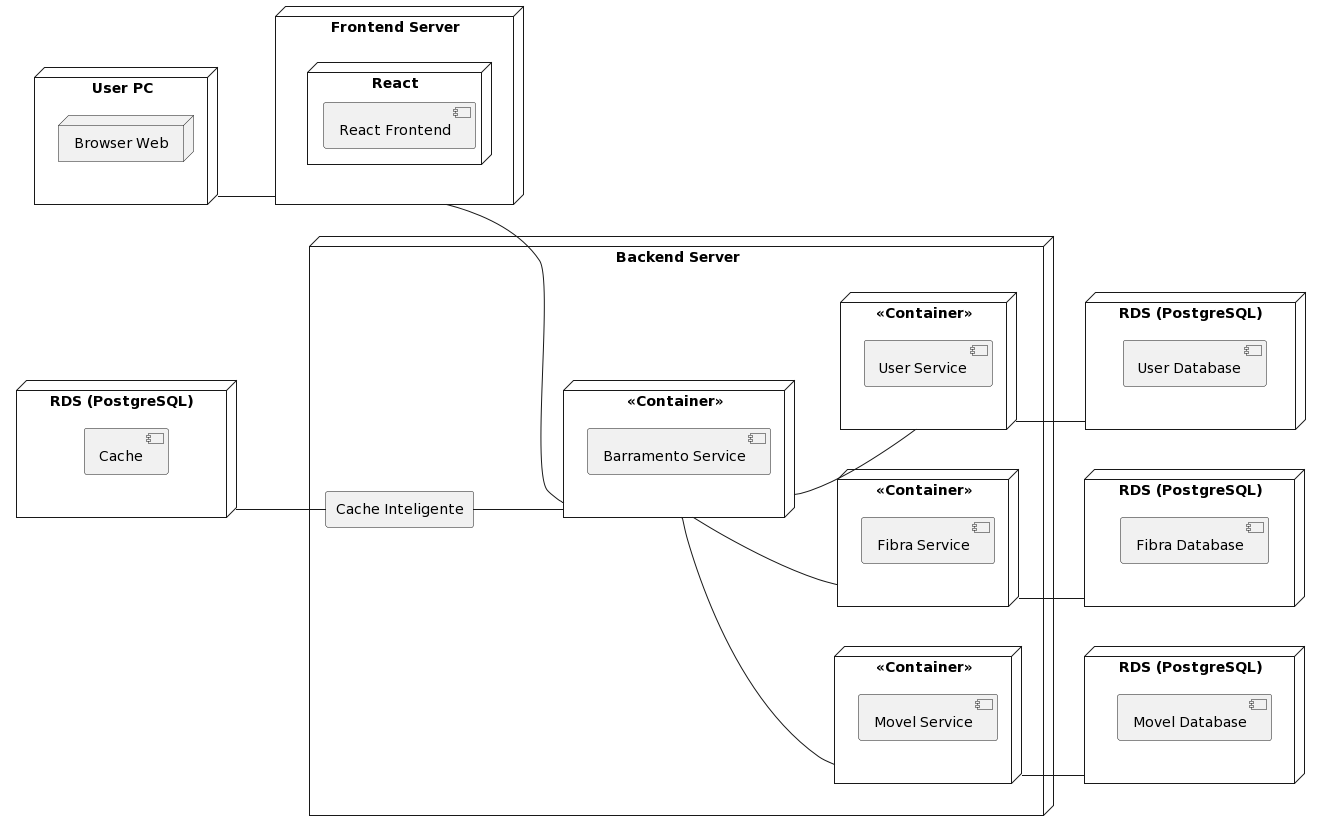 Frontend Server
User PC
React
React Frontend
Browser Web
Backend Server
«Container»
User Service
RDS (PostgreSQL)
User Database
RDS (PostgreSQL)
Cache
«Container»
Barramento Service
Cache Inteligente
«Container»
Fibra Service
RDS (PostgreSQL)
Fibra Database
«Container»
Movel Service
RDS (PostgreSQL)
Movel Database